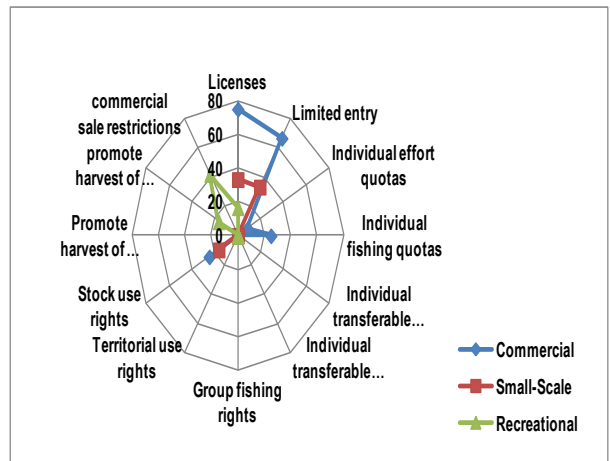 Licenses
80
60
40
20
0
Limited entry
Individual effort
quotas
Individual
fishing quotas
Individual
transferable…
Individual
transferable…
Group fishing
rights
Territorial use
rights
Stock use
rights
Promote
harvest of …
promote
harvest of …
commercial
sale restrictions
Commercial
Small-Scale
Recreational